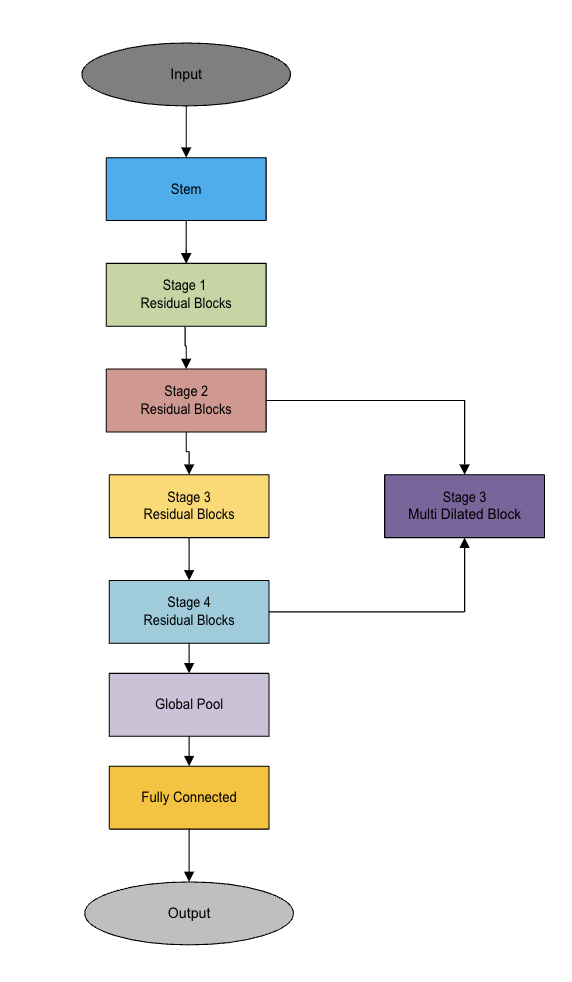 Input
Stem
Stage 1
Residual Blocks
Stage 2
Residual Blocks
Stage 3
Residual Blocks
Stage 3
Multi Dilated Block
Stage 4
Residual Blocks
Global Pool
Fully Connected
Output